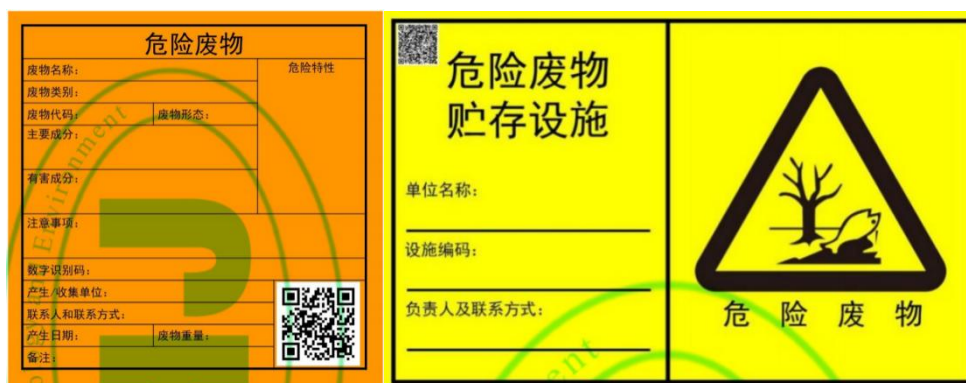 危险废物
废物名称：
危险特性
废物类别：
废物代码：
废物形态：
主要成分：
有害成分：
注意事项：
数字识别码：
产生/收集单位：
联系人和联系方式：
产生日期：
废物重量：
备注：
危险废物
贮存设施
单位名称：
设施编码：
负责人及联系方式：
危险废物